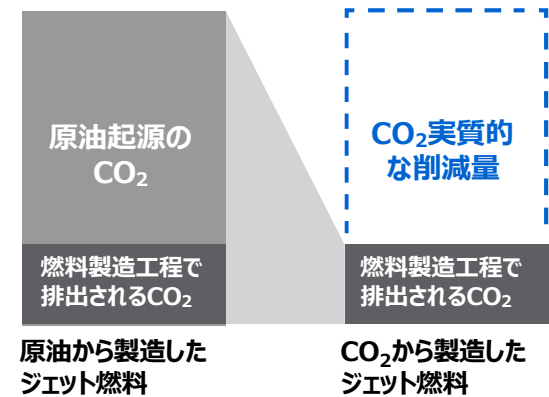 原油起源の
CO₂
CO₂実質的
な削減量
燃料製造工程で
排出されるCO₂
燃料製造工程で
排出されるCO₂
原油から製造した
ジェット燃料
CO₂から製造した
ジェット燃料